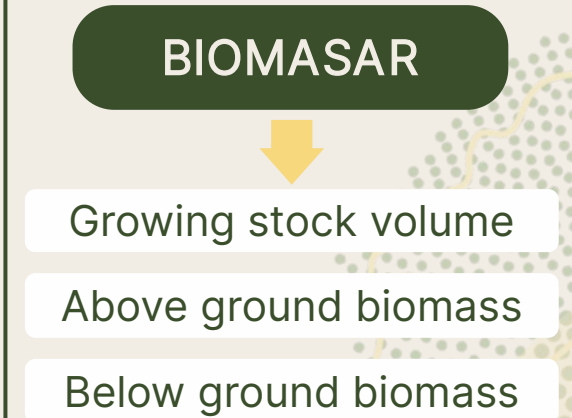 BIOMASAR
Growing stock volume
Above ground biomass
Below ground biomass